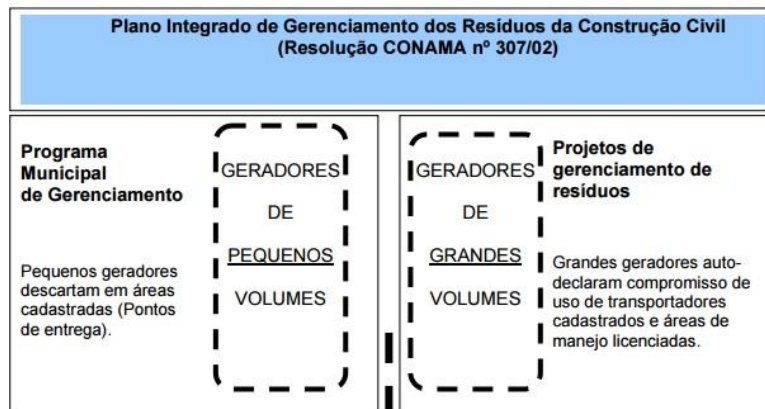 Plano Integrado de Gerenciamento dos Resíduos da Construção Civil
(Resolução CONAMA nº 307/02)
Programa
Municipal
de Gerenciamento
Pequenos geradores
descartam em áreas
cadastradas (Pontos
de entrega).
GERADORES
DE
PEQUENOS
VOLUMES
GERADORES
DE
GRANDES
VOLUMES
Projetos de
gerenciamento de
resíduos
Grandes geradores auto-
declaram compromisso de
uso de transportadores
cadastrados e áreas de
manejo licenciadas.